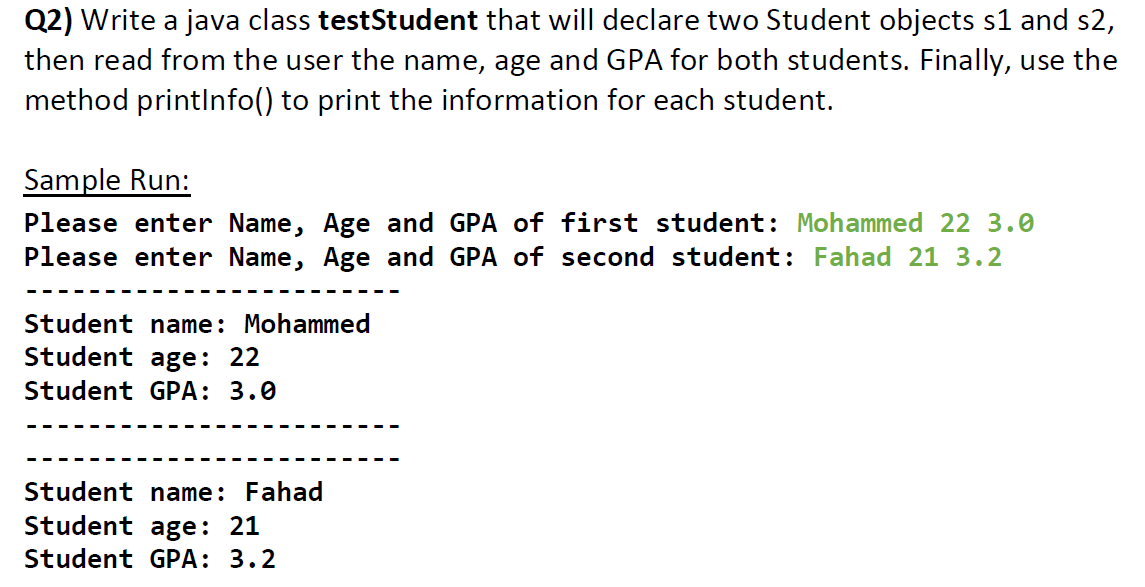 Q2) Write a java class testStudent that will declare two Student objects s1 and s2,
then read from the user the name, age and GPA for both students. Finally, use the
method printInfo() to print the information for each student.
Sample Run:
Please enter Name, Age and GPA of first student: Mohammed 22 3.0
Please enter Name, Age and GPA of second student: Fahad 21 3.2
------------------------
Student name: Mohammed
Student age: 22
Student GPA: 3.0
------------------------
------------------------
Student name: Fahad
Student age: 21
Student GPA: 3.2